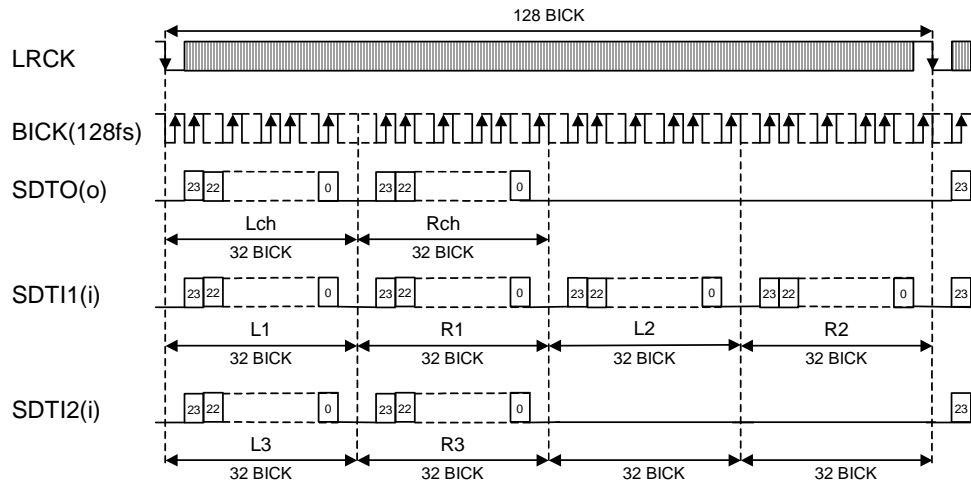 128 BICK
LRCK
BICK(128fs)
SDTO(o)
23 22 0 23 22 0 23
Lch Rch
32 BICK 32 BICK
SDTI1(i)
23 22 0 23 22 0 23 22 0 23 22 0 23
L1 R1 L2 R2
32 BICK 32 BICK 32 BICK 32 BICK
SDTI2(i)
23 22 0 23 22 0 23
L3 R3
32 BICK 32 BICK 32 BICK 32 BICK